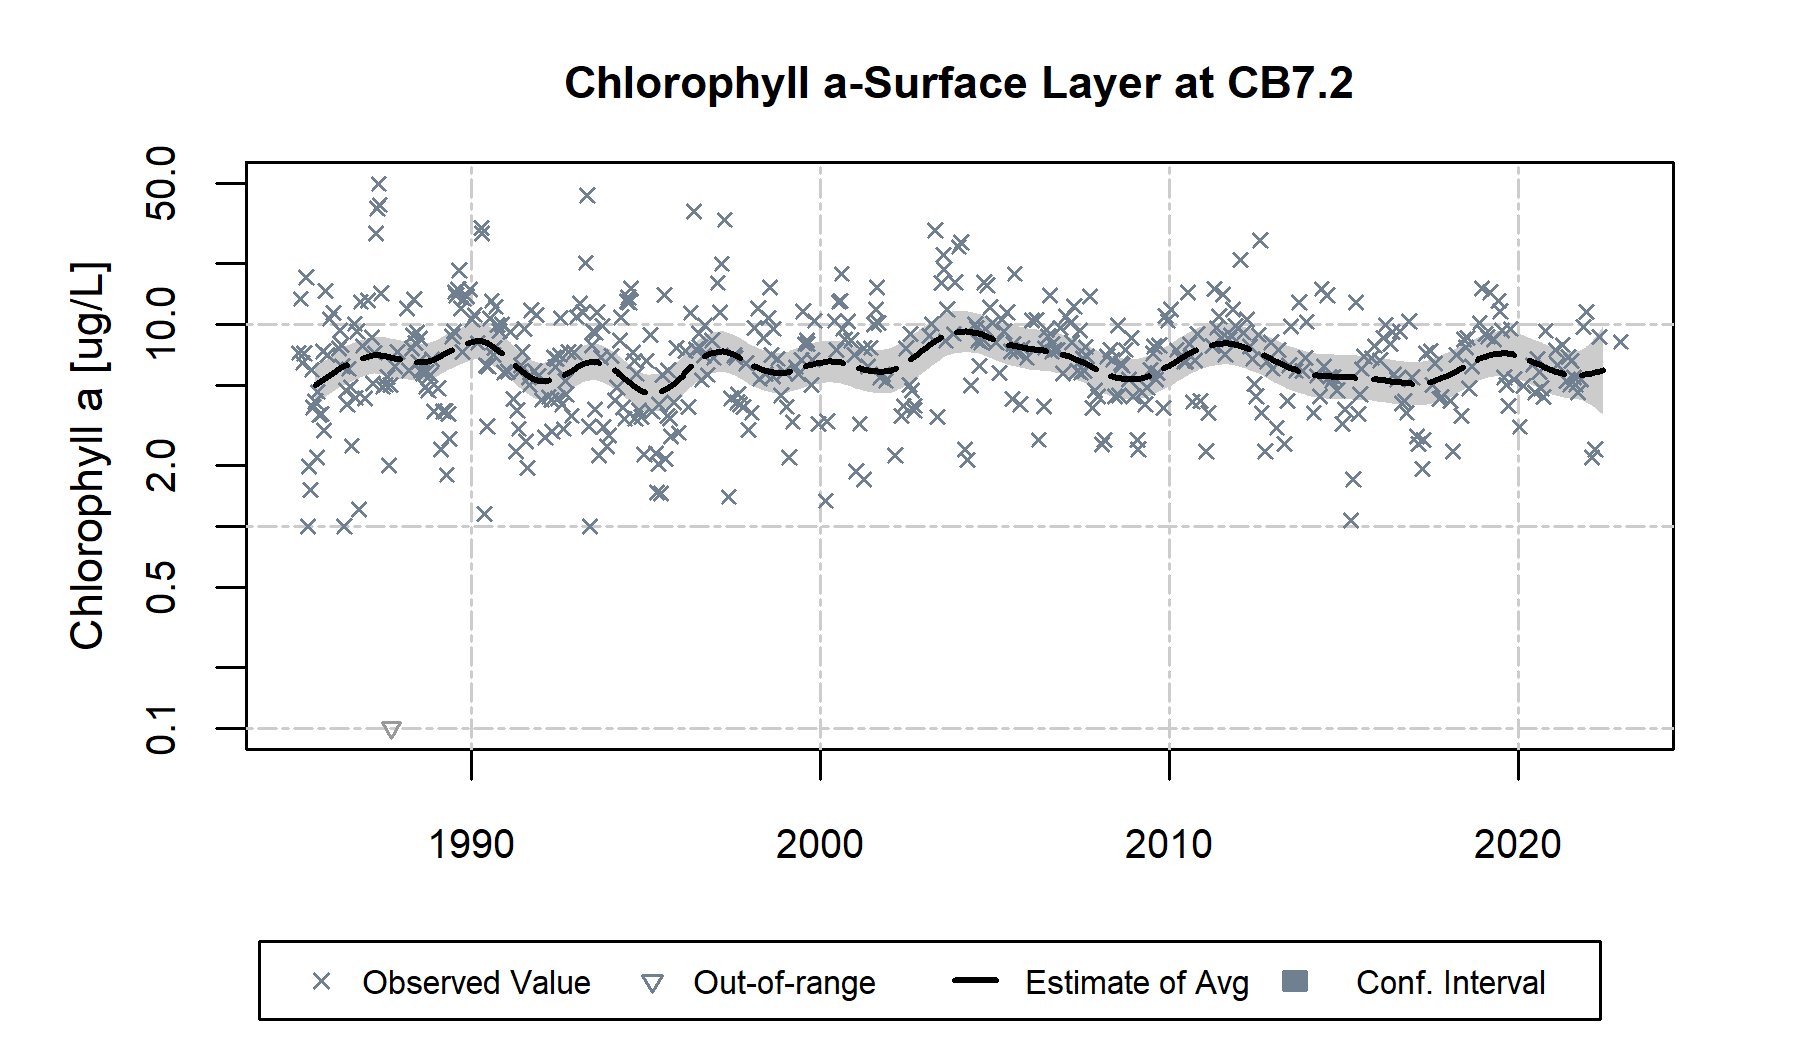 Chlorophyll a-Surface Layer at CB7.2
Chlorophyll a [ug/L]
50.0
10.0
2.0
0.5
0.1
1990 2000 2010 2020
Observed Value Out-of-range Estimate of Avg Conf. Interval